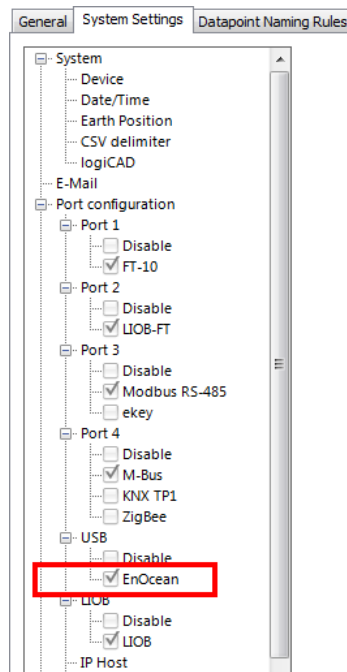 General System Settings Datapoint Naming Rules
System
Device
Date/Time
Earth Position
CSV delimiter
logiCAD
E-Mail
Port configuration
Port 1
Disable
FT-10
Port 2
Disable
LIOB-FT
Port 3
Disable
Modbus RS-485
ekey
Port 4
Disable
M-Bus
KNX TP1
ZigBee
USB
Disable
EnOcean
LIOB
Disable
LIOB
IP Host